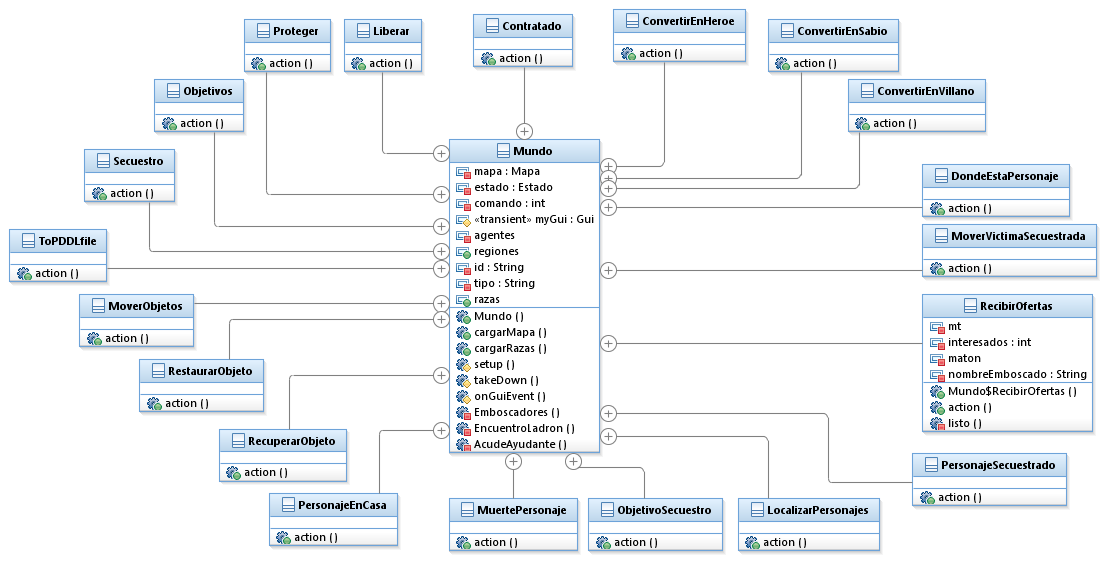 Proteger
action ()
Liberar
action ()
Contratado
action ()
ConvertirEnHeroe
action ()
ConvertirEnSabio
action ()
ConvertirEnVillano
action ()
Objetivos
action ()
Secuestro
action ()
ToPDDLfile
action ()
MoverObjetos
action ()
RestaurarObjeto
action ()
RecuperarObjeto
action ()
PersonajeEnCasa
action ()
Mundo
mapa : Mapa
estado : Estado
comando : int
«transient» myGui : Gui
agentes
regiones
id : String
tipo : String
razas
Mundo ()
cargarMapa ()
cargarRazas ()
setup ()
takeDown ()
onGuiEvent ()
Emboscadores ()
EncuentroLadron ()
AcudeAyudante ()
DondeEstaPersonaje
action ()
MoverVictimaSecuestrada
action ()
RecibirOfertas
mt
interesados : int
maton
nombreEmboscado : String
Mundo$RecibirOfertas ()
action ()
listo ()
PersonajeSecuestrado
action ()
MuertePersonaje
action ()
ObjetivoSecuestro
action ()
LocalizarPersonajes
action ()